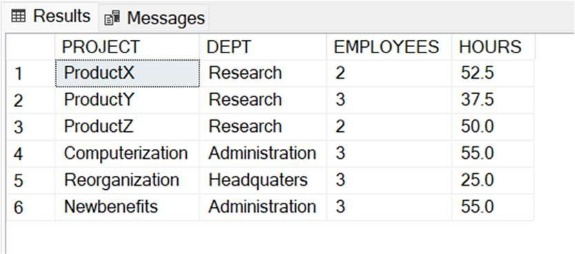 Results Messages
PROJECT DEPT EMPLOYEES HOURS
1 ProductX Research 2 52.5
2 ProductY Research 3 37.5
3 ProductZ Research 2 50.0
4 Computerization Administration 3 55.0
5 Reorganization Headquaters 3 25.0
6 Newbenefits Administration 3 55.0